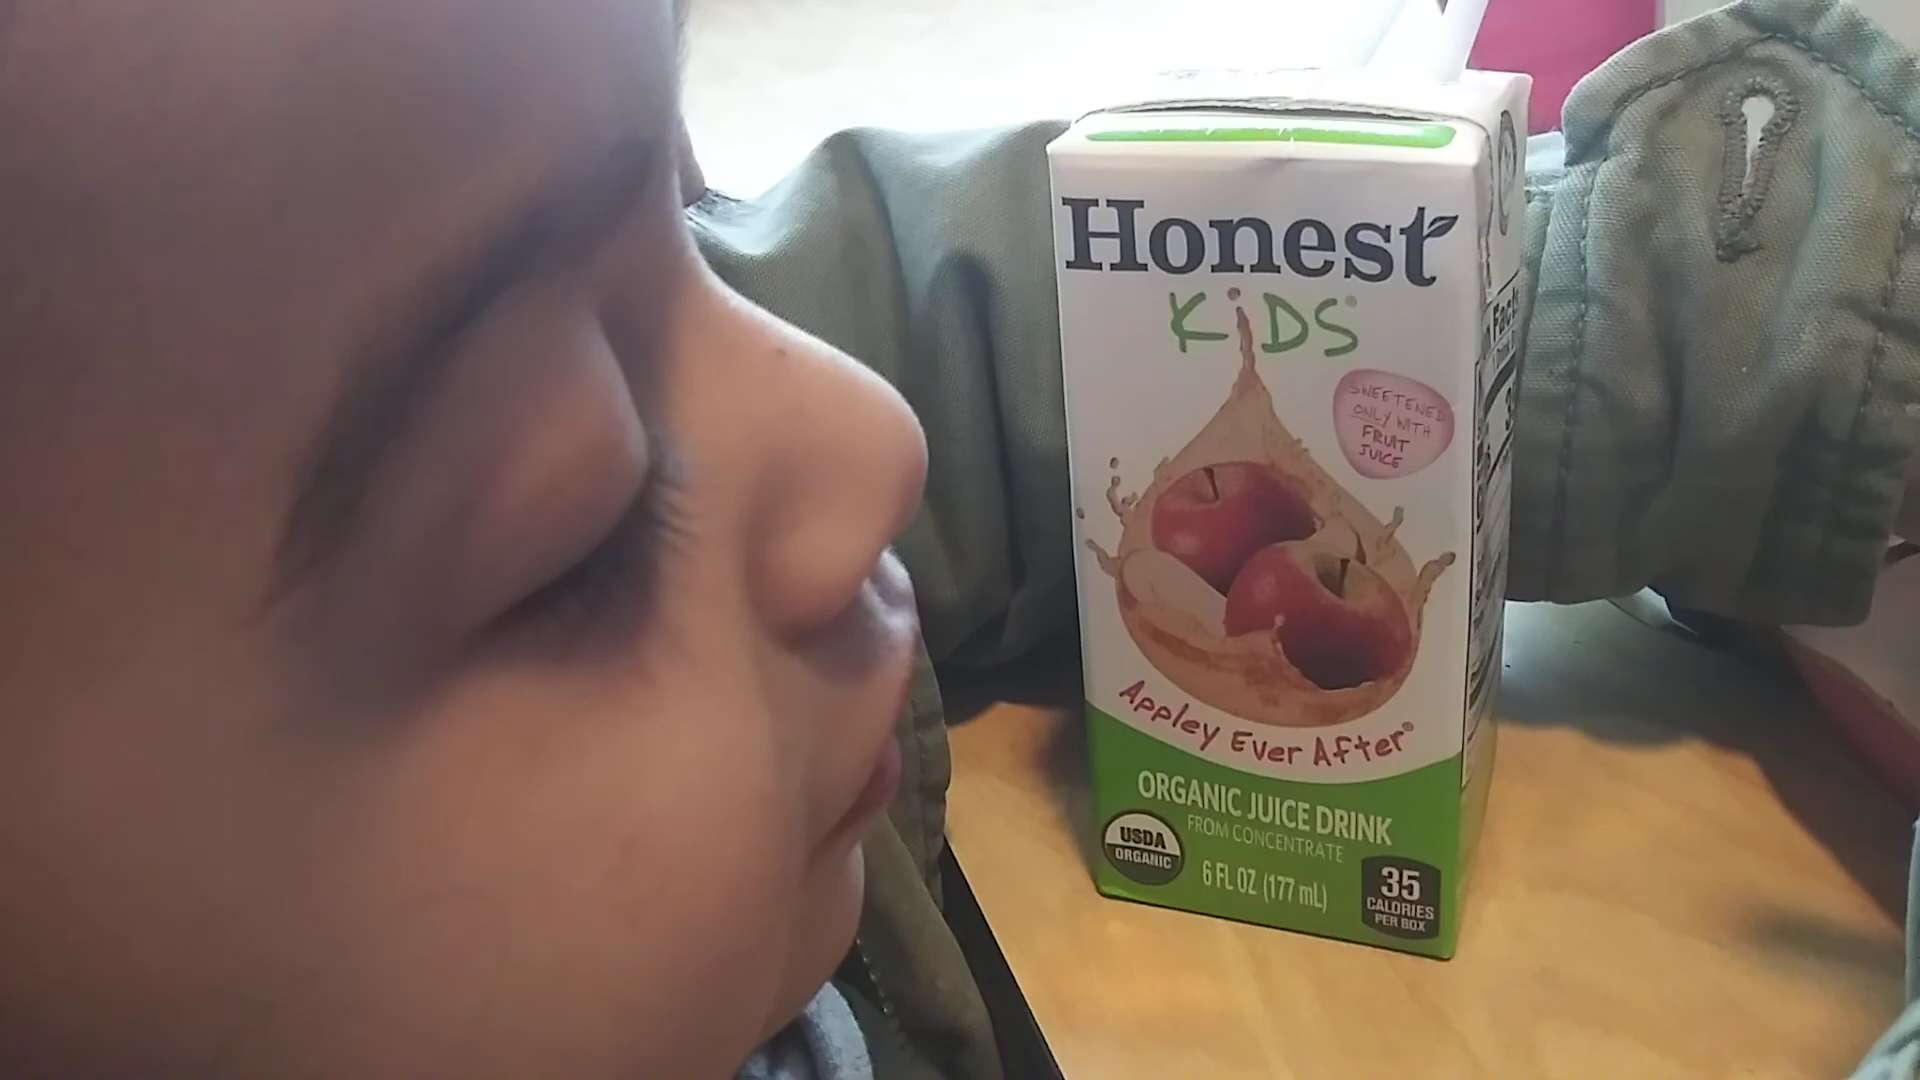 Honest
KiDS
SWEETENED
ONLY WITH
FRUIT
JUICE
Appley Ever After®
ORGANIC JUICE DRINK
FROM CONCENTRATE
USDA
ORGANIC
6 FL OZ (177 mL)
35
CALORIES
PER BOX
Facts